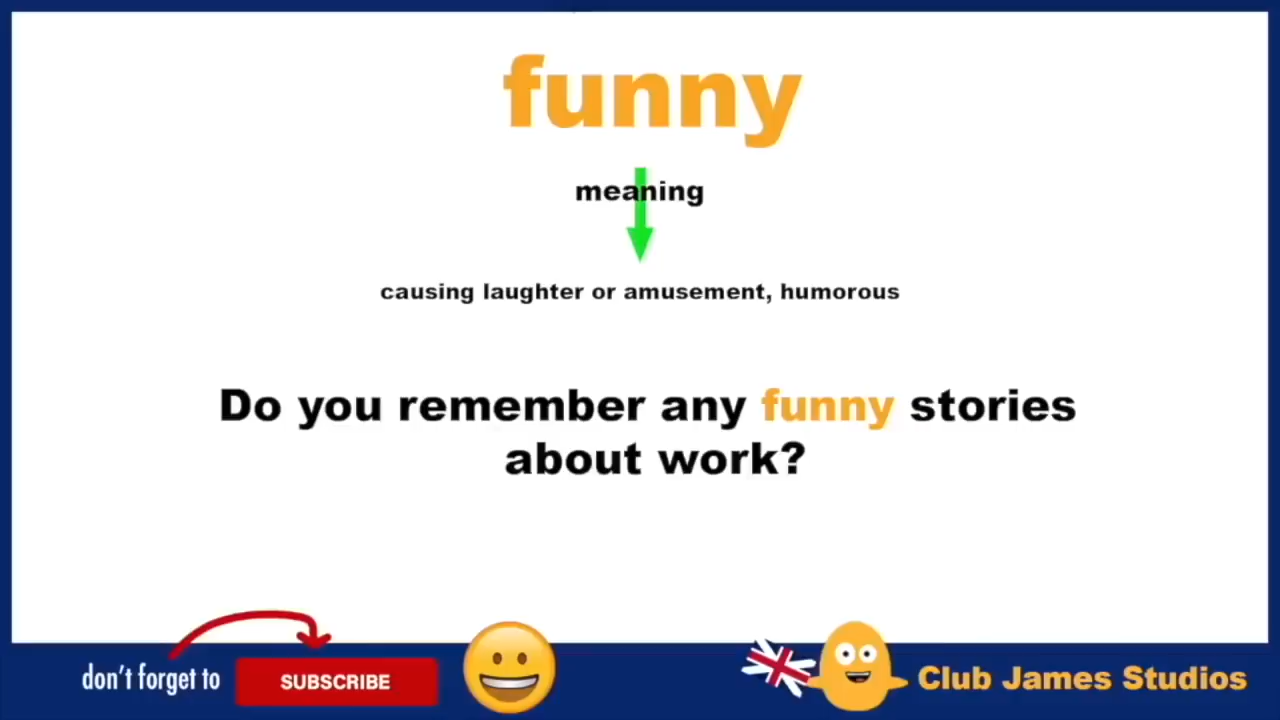 funny
meaning
causing laughter or amusement, humorous
Do you remember any funny stories
about work?
don't forget to
SUBSCRIBE
Club James Studios